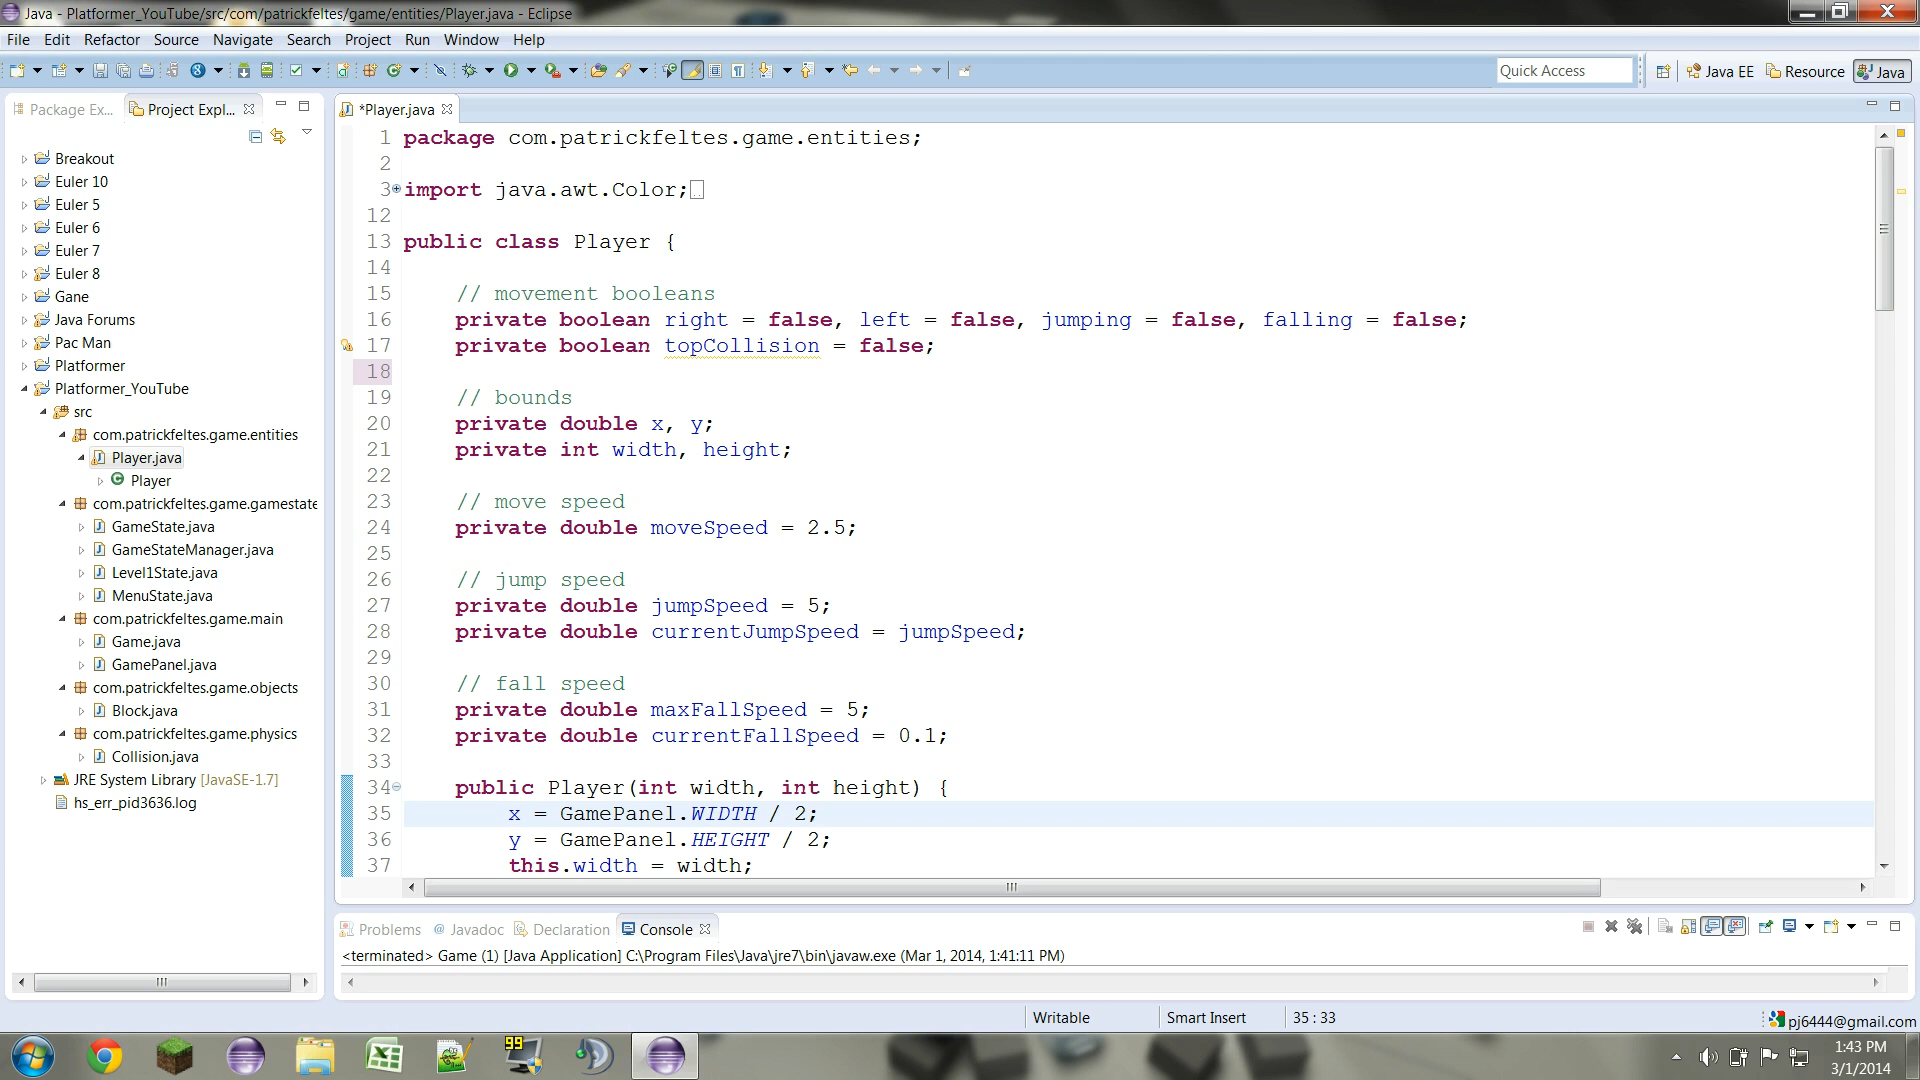 Java - Platformer_YouTube/src/com/patrickfeltes/game/entities/Player.java - Eclipse
File Edit Refactor Source Navigate Search Project Run Window Help
Quick Access
Java EE
Resource
Java
Package Ex...
Project Expl...
*Player.java
Breakout
Euler 10
Euler 5
Euler 6
Euler 7
Euler 8
Gane
Java Forums
Pac Man
Platformer
Platformer_YouTube
src
com.patrickfeltes.game.entities
Player.java
Player
com.patrickfeltes.game.gamestate
GameState.java
GameStateManager.java
Level1State.java
MenuState.java
com.patrickfeltes.game.main
Game.java
GamePanel.java
com.patrickfeltes.game.objects
Block.java
com.patrickfeltes.game.physics
Collision.java
JRE System Library [JavaSE-1.7]
hs_err_pid3636.log
1 package com.patrickfeltes.game.entities;
2
3 import java.awt.Color;
12
13 public class Player {
14
15 // movement booleans
16 private boolean right = false, left = false, jumping = false, falling = false;
17 private boolean topCollision = false;
18
19 // bounds
20 private double x, y;
21 private int width, height;
22
23 // move speed
24 private double moveSpeed = 2.5;
25
26 // jump speed
27 private double jumpSpeed = 5;
28 private double currentJumpSpeed = jumpSpeed;
29
30 // fall speed
31 private double maxFallSpeed = 5;
32 private double currentFallSpeed = 0.1;
33
34 public Player(int width, int height) {
35 x = GamePanel.WIDTH / 2;
36 y = GamePanel.HEIGHT / 2;
37 this.width = width;
Problems @ Javadoc Declaration Console
<terminated> Game (1) [Java Application] C:\Program Files\Java\jre7\bin\javaw.exe (Mar 1, 2014, 1:41:11 PM)
Writable
Smart Insert
35 : 33
pj6444@gmail.com
99
1:43 PM
3/1/2014